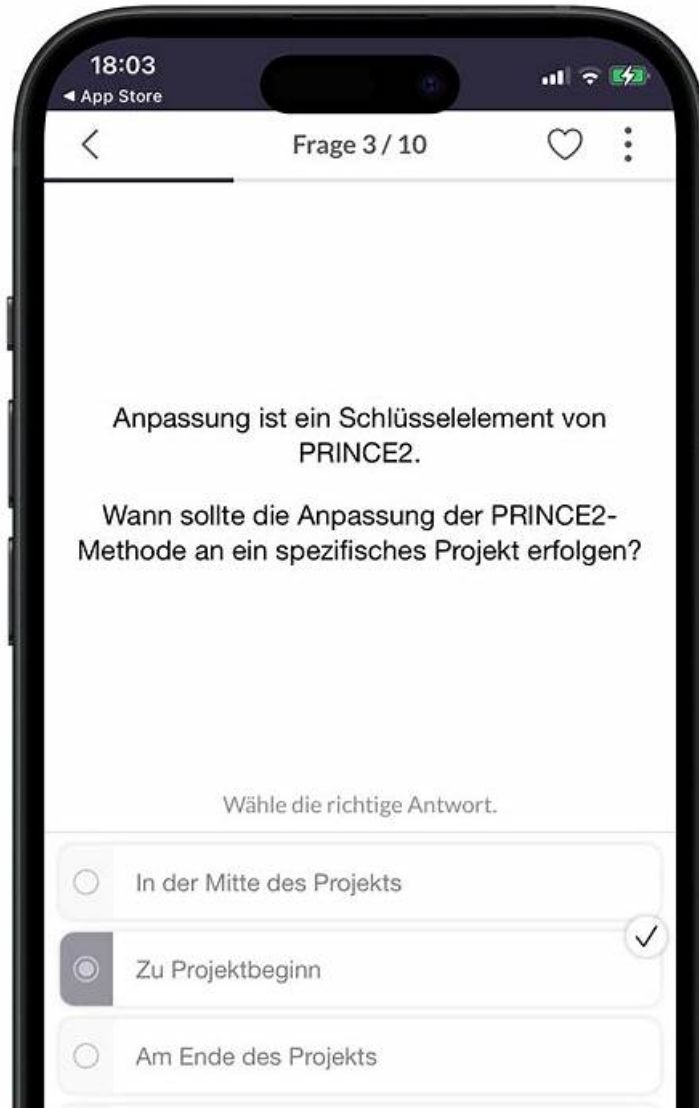 18:03
◀ App Store
Frage 3 / 10
Anpassung ist ein Schlüsselelement von
PRINCE2.
Wann sollte die Anpassung der PRINCE2-
Methode an ein spezifisches Projekt erfolgen?
Wähle die richtige Antwort.
In der Mitte des Projekts
Zu Projektbeginn
Am Ende des Projekts